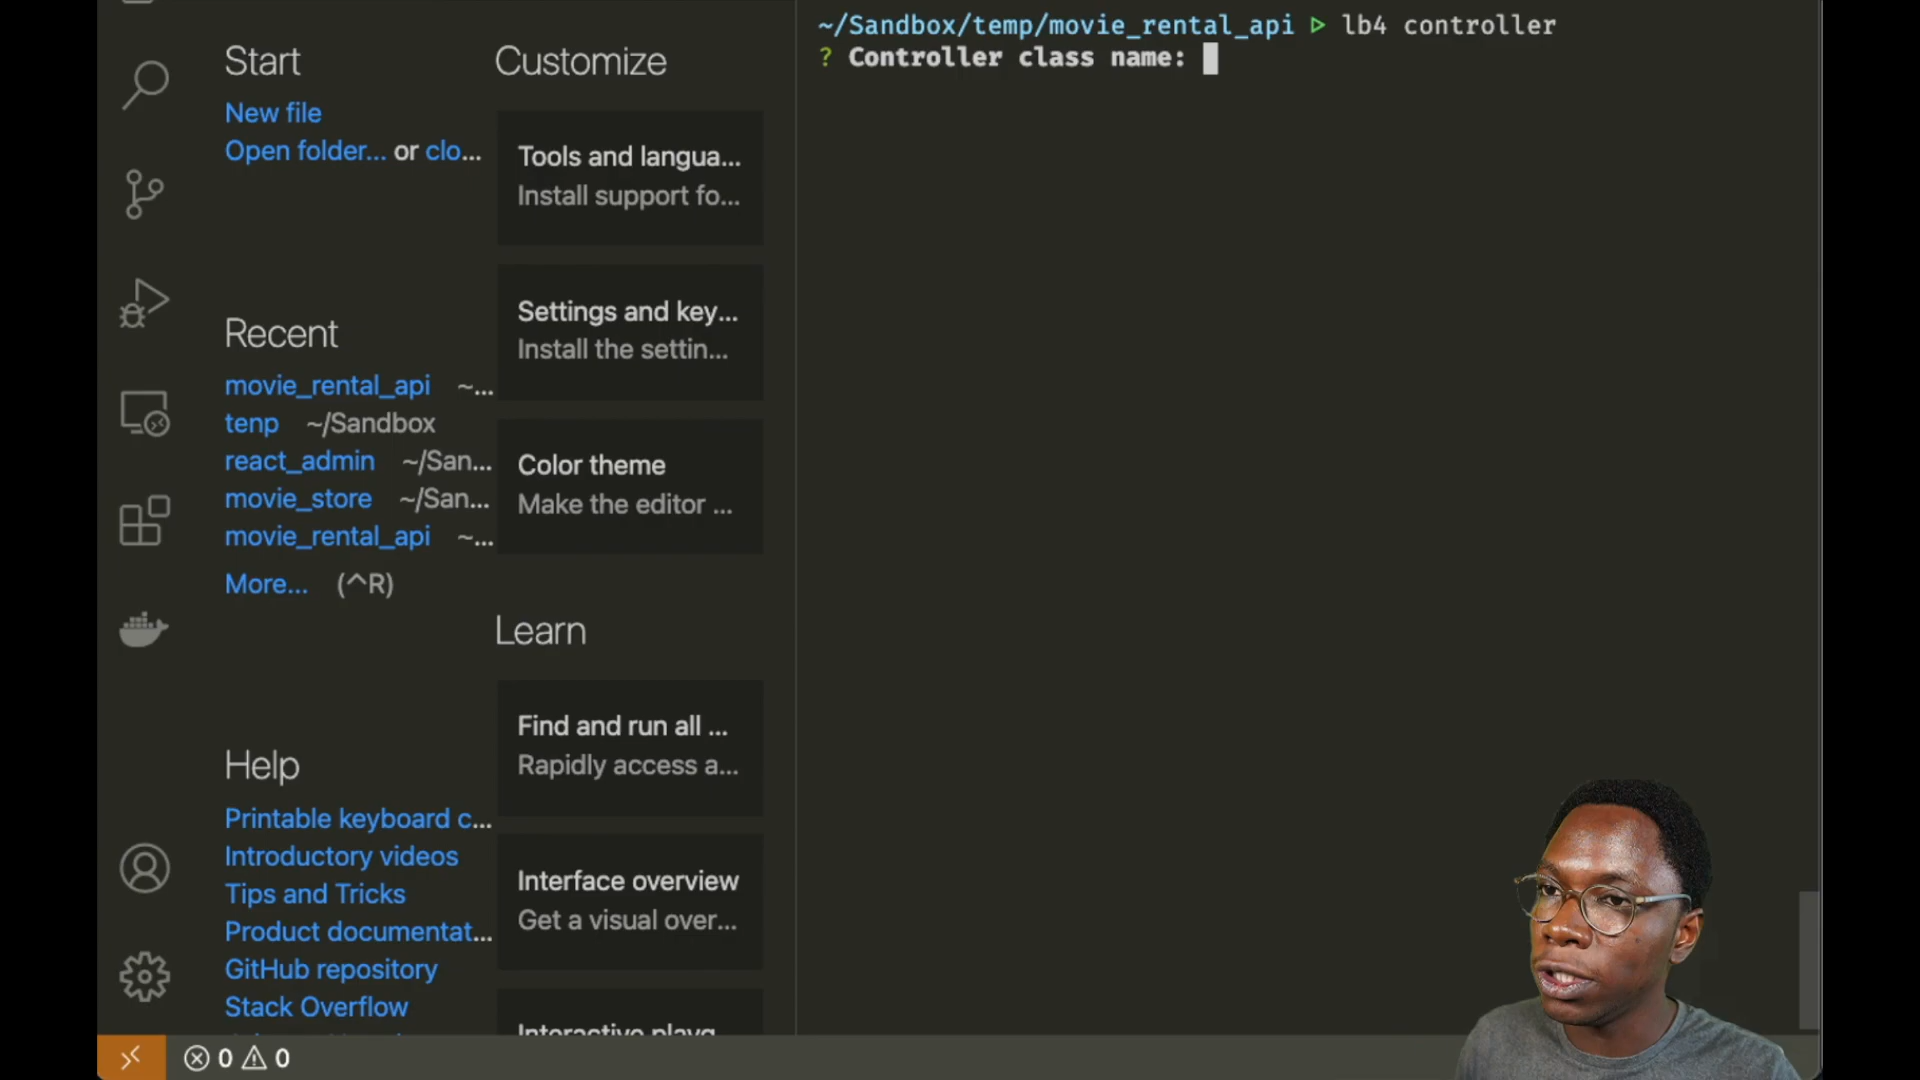 Start
New file
Open folder... or clo...
Recent
movie_rental_api ~...
tenp ~/Sandbox
react_admin ~/San...
movie_store ~/San...
movie_rental_api ~...
More... (^R)
Help
Printable keyboard c...
Introductory videos
Tips and Tricks
Product documentat...
GitHub repository
Stack Overflow
Customize
Tools and langua...
Install support fo...
Settings and key...
Install the settin...
Color theme
Make the editor ...
Learn
Find and run all ...
Rapidly access a...
Interface overview
Get a visual over...
Interactive playg...
~/Sandbox/temp/movie_rental_api ▷ lb4 controller
? Controller class name:
0 0